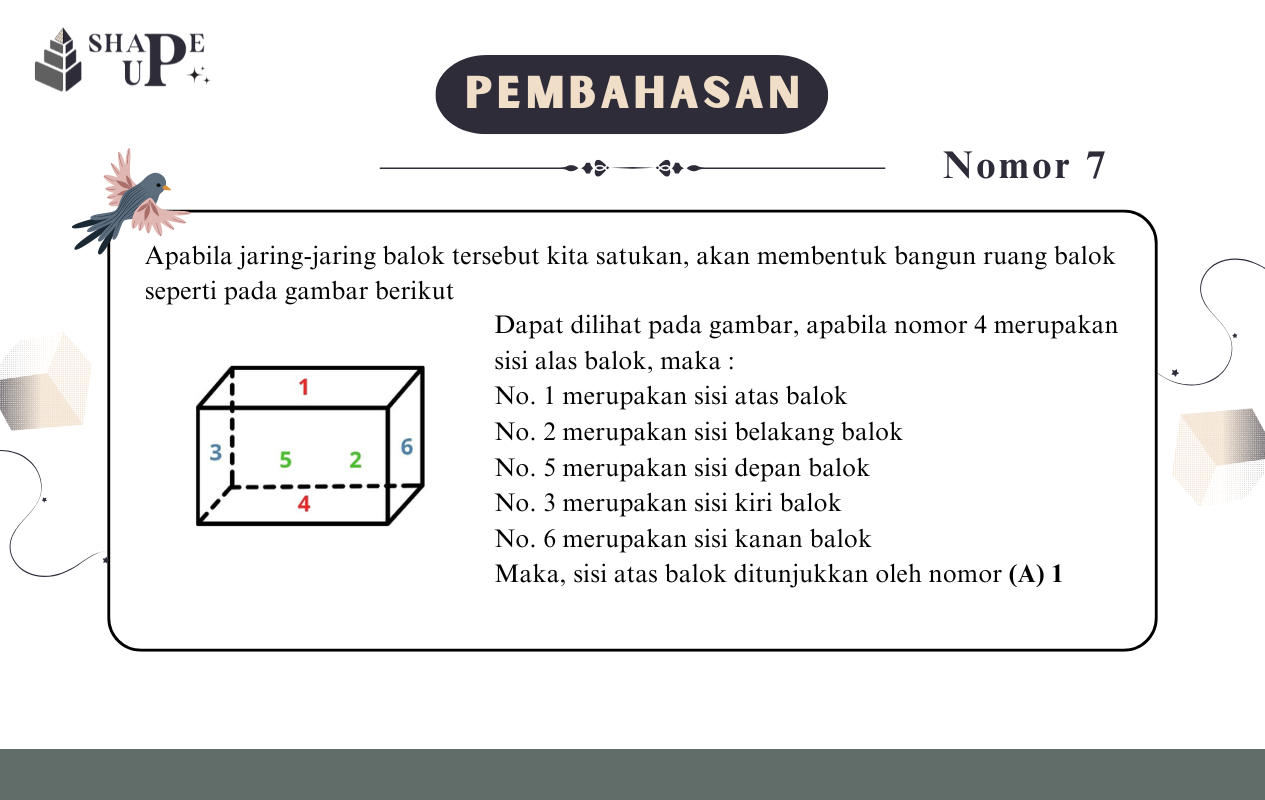 SHAPE
UP
PEMBAHASAN
Nomor 7
Apabila jaring-jaring balok tersebut kita satukan, akan membentuk bangun ruang balok
seperti pada gambar berikut
Dapat dilihat pada gambar, apabila nomor 4 merupakan
sisi alas balok, maka :
No. 1 merupakan sisi atas balok
No. 2 merupakan sisi belakang balok
No. 5 merupakan sisi depan balok
No. 3 merupakan sisi kiri balok
No. 6 merupakan sisi kanan balok
Maka, sisi atas balok ditunjukkan oleh nomor (A) 1
1
3 5 2 6
4